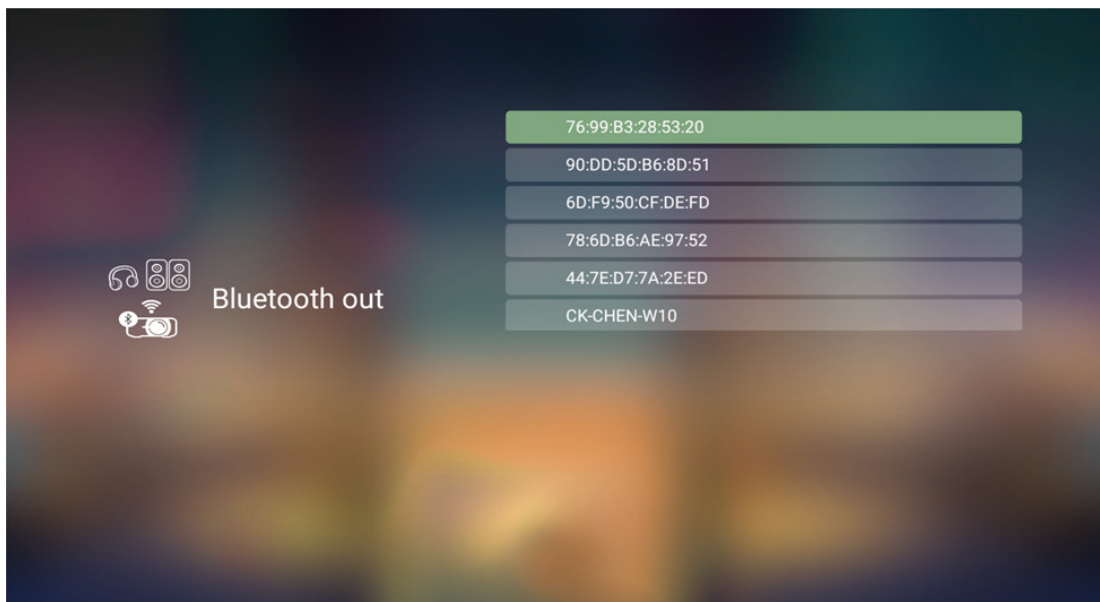 Bluetooth out
76:99:B3:28:53:20
90:DD:5D:B6:8D:51
6D:F9:50:CF:DE:FD
78:6D:B6:AE:97:52
44:7E:D7:7A:2E:ED
CK-CHEN-W10